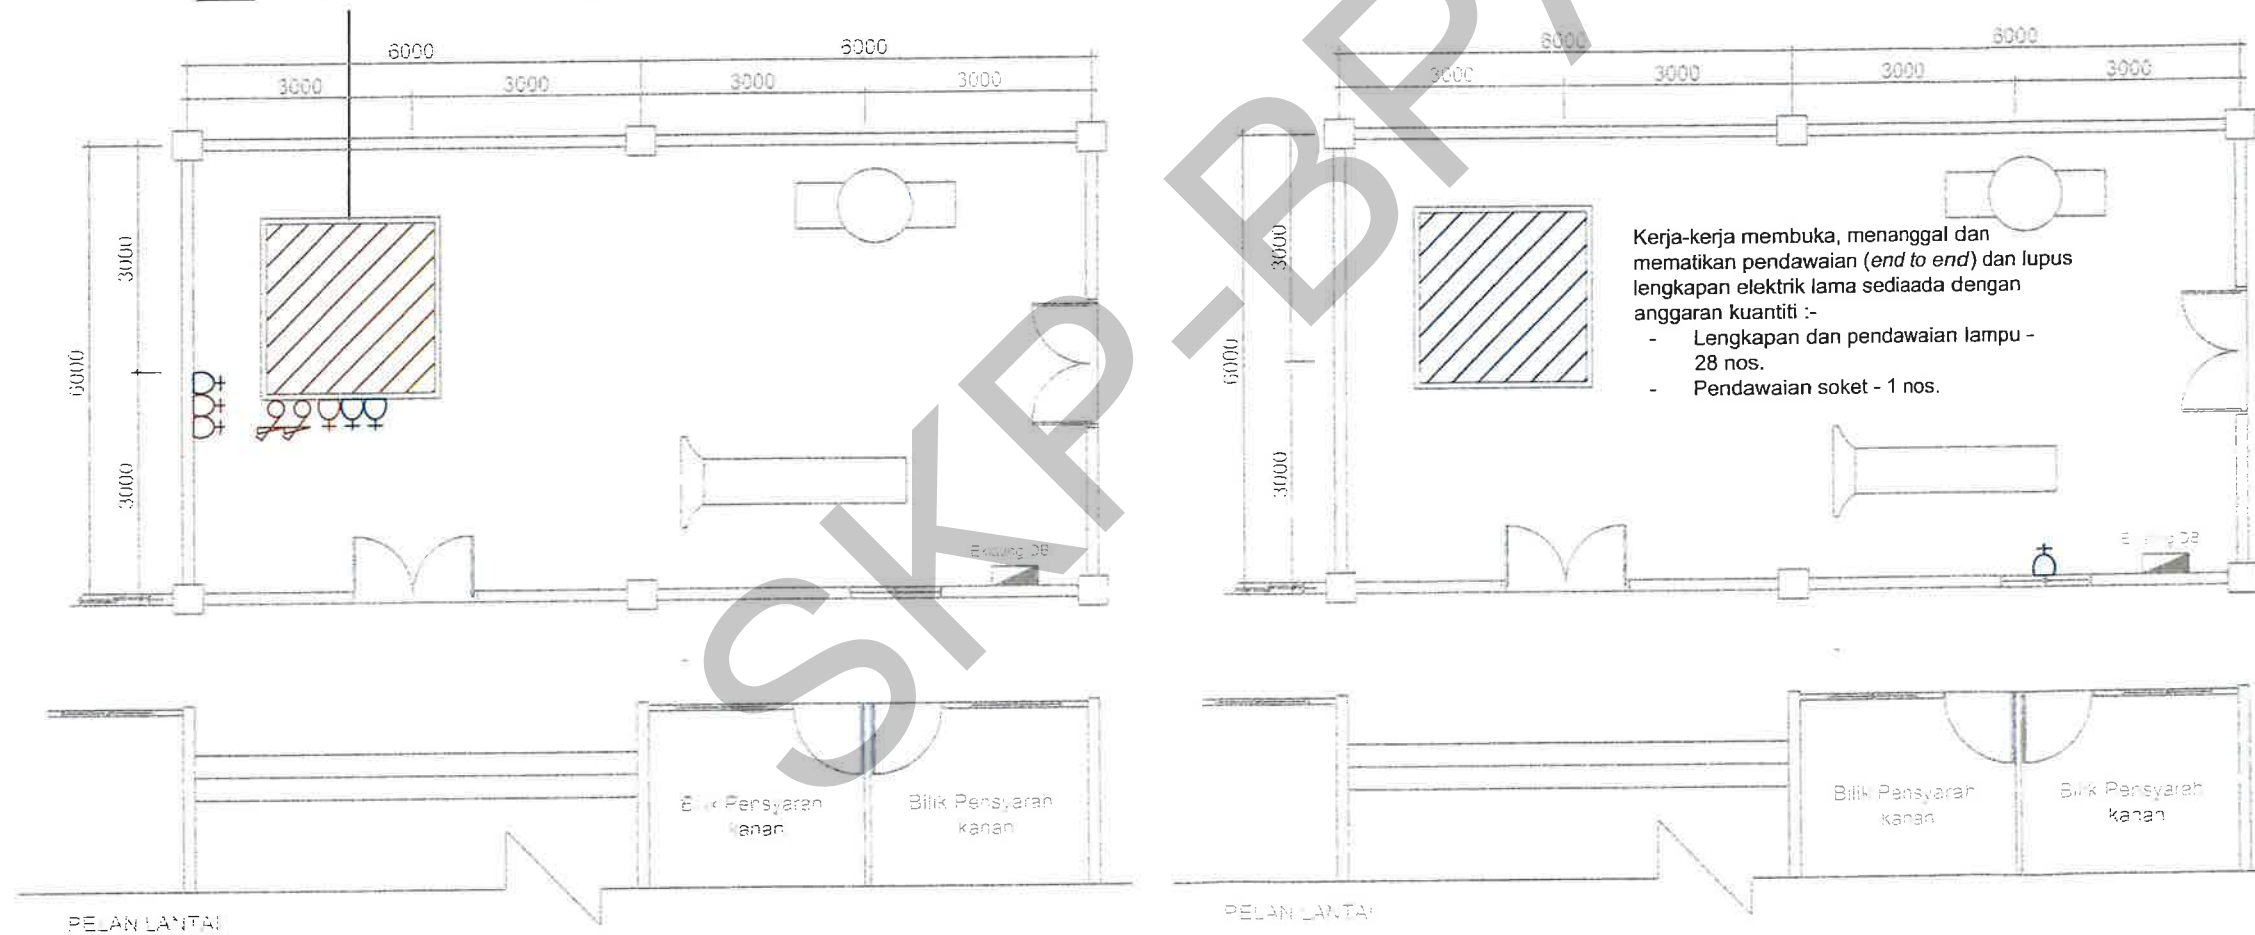 6000
6000
3000
3000
3000
3000
3000
6000
3000
Existing DB
Pensyarah
kanan
Bilik Pensyarah
kanan
PELAN LANTAI
6000
6000
3000
3000
3000
3000
3000
6000
3000
Kerja-kerja membuka, menanggal dan
mematikan pendawaian (end to end) dan lupus
lengkapan elektrik lama sediaada dengan
anggaran kuantiti :-
- Lengkapan dan pendawaian lampu -
28 nos.
- Pendawaian soket - 1 nos.
DB
Bilik Pensyarah
kanan
Bilik Pensyarah
kanan
PELAN LANTAI